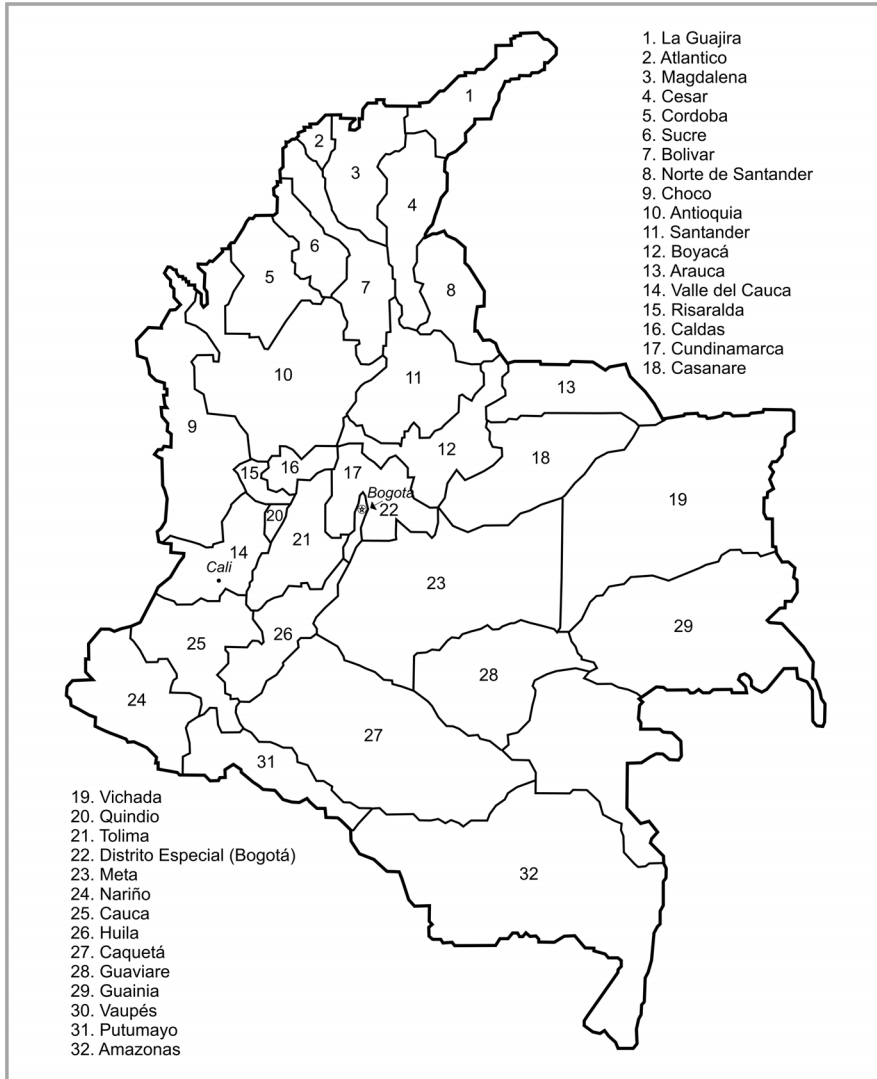 1. La Guajira
2. Atlantico
3. Magdalena
4. Cesar
5. Cordoba
6. Sucre
7. Bolivar
8. Norte de Santander
9. Choco
10. Antioquia
11. Santander
12. Boyacá
13. Arauca
14. Valle del Cauca
15. Risaralda
16. Caldas
17. Cundinamarca
18. Casanare
1
2
3
4
6
5
7
8
10
11
13
9
12
18
16
15
17
19
Bogotá
20
22
21
14
Cali
23
26
25
29
28
24
27
31
32
19. Vichada
20. Quindio
21. Tolima
22. Distrito Especial (Bogotá)
23. Meta
24. Nariño
25. Cauca
26. Huila
27. Caquetá
28. Guaviare
29. Guainia
30. Vaupés
31. Putumayo
32. Amazonas